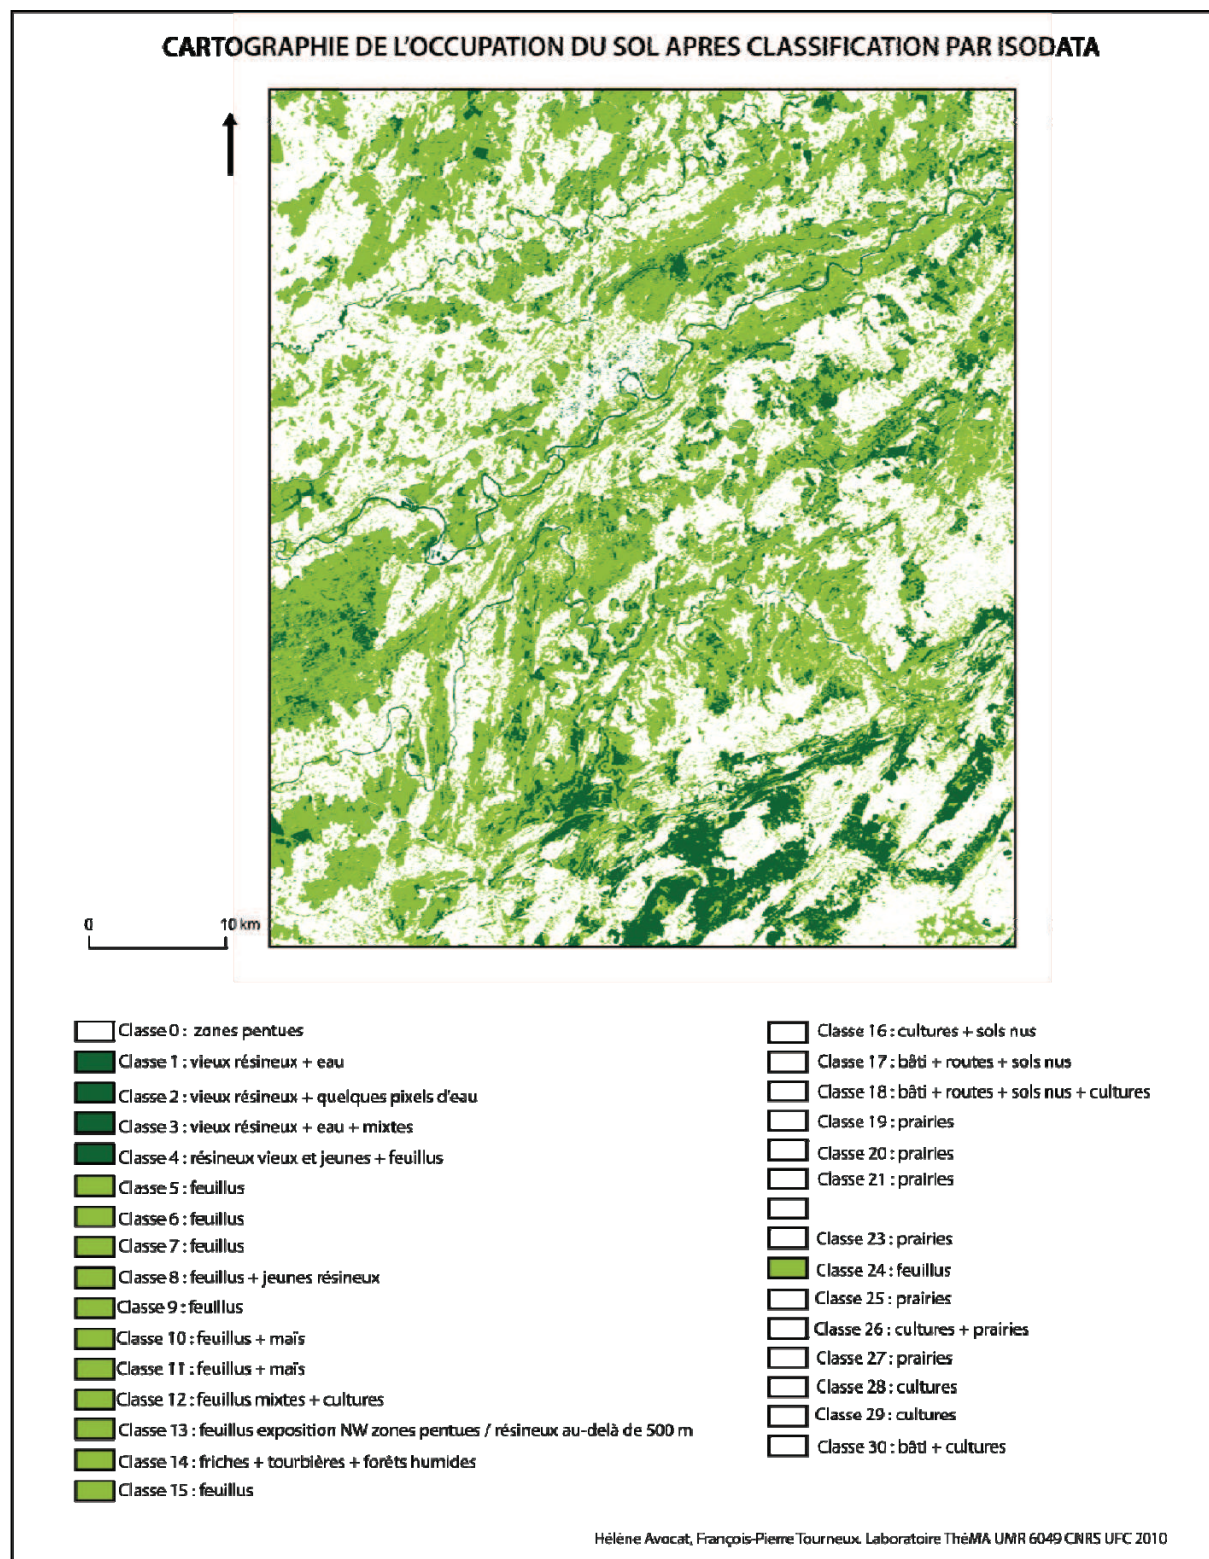 CARTOGRAPHIE DE L'OCCUPATION DU SOL APRES CLASSIFICATION PAR ISODATA
0 10 km
Classe 0 : zones pentues
Classe 1 : vieux résineux + eau
Classe 2 : vieux résineux + quelques pixels d'eau
Classe 3 : vieux résineux + eau + mixtes
Classe 4 : résineux vieux et jeunes + feuillus
Classe 5 : feuillus
Classe 6 : feuillus
Classe 7 : feuillus
Classe 8 : feuillus + jeunes résineux
Classe 9 : feuillus
Classe 10 : feuillus + maïs
Classe 11 : feuillus + maïs
Classe 12 : feuillus mixtes + cultures
Classe 13 : feuillus exposition NW zones pentues / résineux au-delà de 500 m
Classe 14 : friches + tourbières + forêts humides
Classe 15 : feuillus
Classe 16 : cultures + sols nus
Classe 17 : bâti + routes + sols nus
Classe 18 : bâti + routes + sols nus + cultures
Classe 19 : prairies
Classe 20 : prairies
Classe 21 : prairies
Classe 23 : prairies
Classe 24 : feuillus
Classe 25 : prairies
Classe 26 : cultures + prairies
Classe 27 : prairies
Classe 28 : cultures
Classe 29 : cultures
Classe 30 : bâti + cultures
Hélène Avocat, François-Pierre Tourneux. Laboratoire ThéMA UMR 6049 CNRS UFC 2010